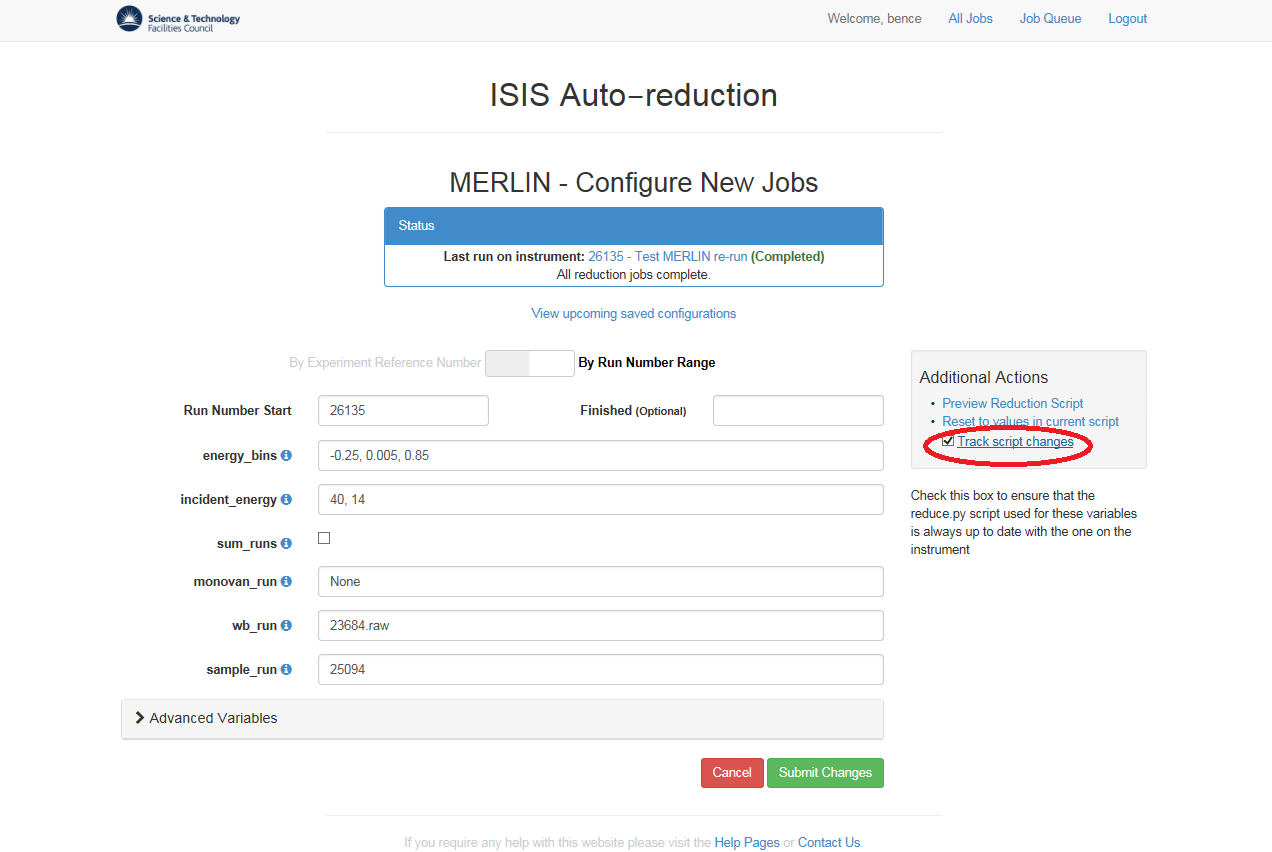 Science & Technology
Facilities Council
Welcome, bence All Jobs Job Queue Logout
ISIS Auto-reduction
MERLIN - Configure New Jobs
Status
Last run on instrument: 26135 - Test MERLIN re-run (Completed)
All reduction jobs complete.
View upcoming saved configurations
By Experiment Reference Number By Run Number Range
Run Number Start 26135 Finished (Optional)
energy_bins -0.25, 0.005, 0.85
incident_energy 40, 14
sum_runs
monovan_run None
wb_run 23684.raw
sample_run 25094
Advanced Variables
Cancel Submit Changes
Additional Actions
Preview Reduction Script
Reset to values in current script
Track script changes
Check this box to ensure that the
reduce.py script used for these variables
is always up to date with the one on the
instrument
If you require any help with this website please visit the Help Pages or Contact Us.